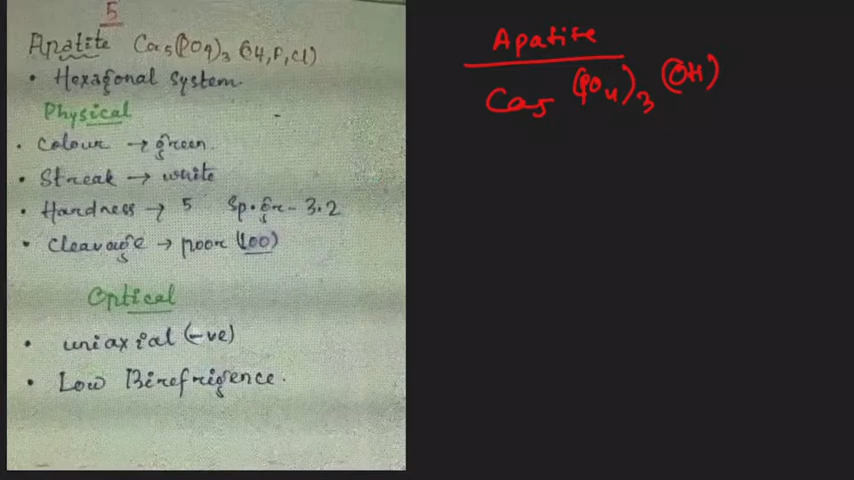 5
Apatite Ca5(PO4)3 (OH,F,Cl)
• Hexagonal System.
Physical
• Colour → green.
• Streak → white
• Hardness → 5 Sp.gr - 3.2
• Cleavage → poor (100)
Optical
• uniaxial (-ve)
• Low Birefrigence.
Apatite
Ca5 (PO4)3 (OH)